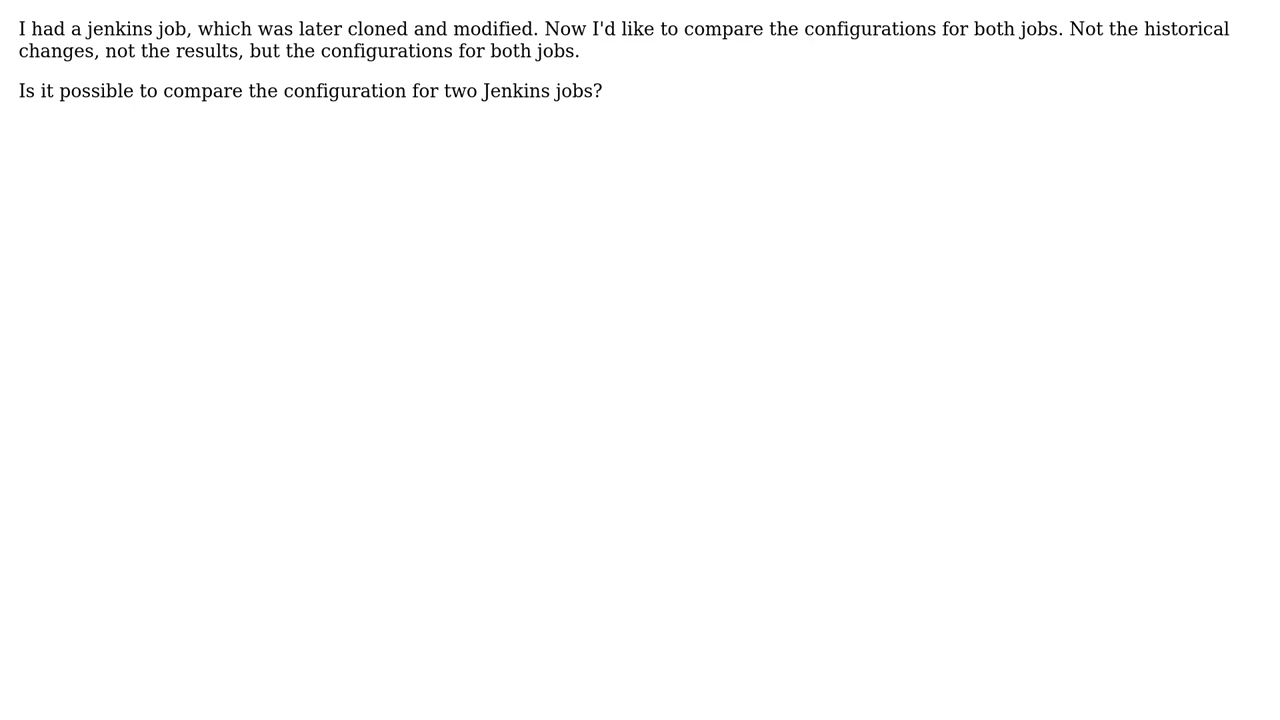 I had a jenkins job, which was later cloned and modified. Now I'd like to compare the configurations for both jobs. Not the historical
changes, not the results, but the configurations for both jobs.
Is it possible to compare the configuration for two Jenkins jobs?